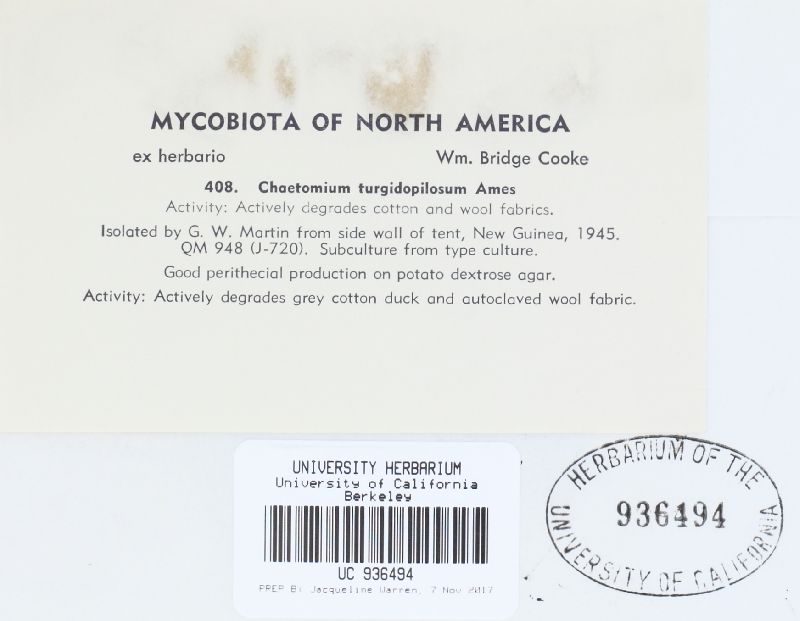 MYCOBIOTA OF NORTH AMERICA
ex herbario Wm. Bridge Cooke
408. Chaetomium turgidopilosum Ames
Activity: Actively degrades cotton and wool fabrics.
Isolated by G. W. Martin from side wall of tent, New Guinea, 1945.
QM 948 (J-720). Subculture from type culture.
Good perithecial production on potato dextrose agar.
Activity: Actively degrades grey cotton duck and autoclaved wool fabric.
UNIVERSITY HERBARIUM
University of California
Berkeley
UC 936494
PREP BY Jacqueline Warren, 7 Nov 2017
HERBARIUM OF THE
936494
UNIVERSITY OF CALIFORNIA